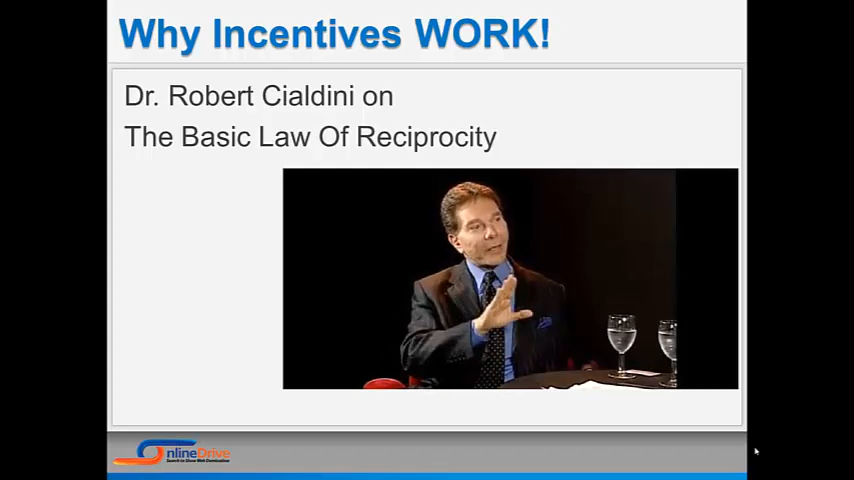 Why Incentives WORK!
Dr. Robert Cialdini on
The Basic Law Of Reciprocity
OnlineDrive